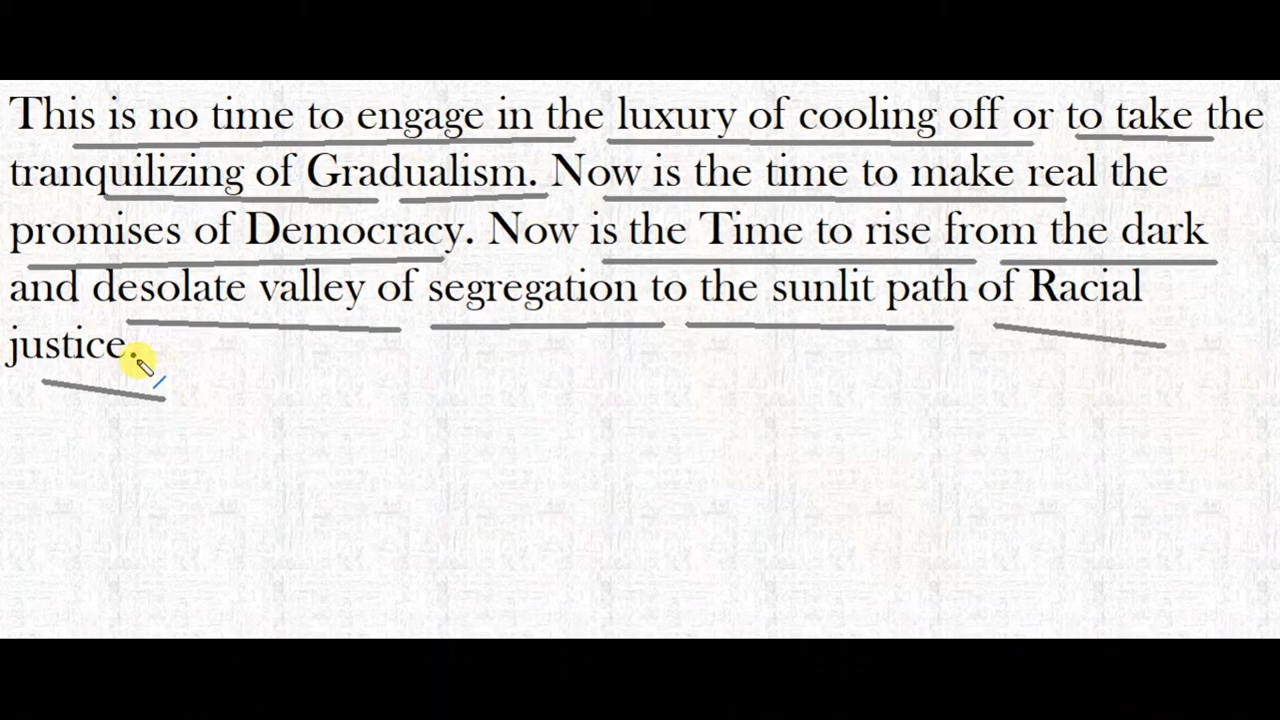 This is no time to engage in the luxury of cooling off or to take the
tranquilizing of Gradualism. Now is the time to make real the
promises of Democracy. Now is the Time to rise from the dark
and desolate valley of segregation to the sunlit path of Racial
justice.